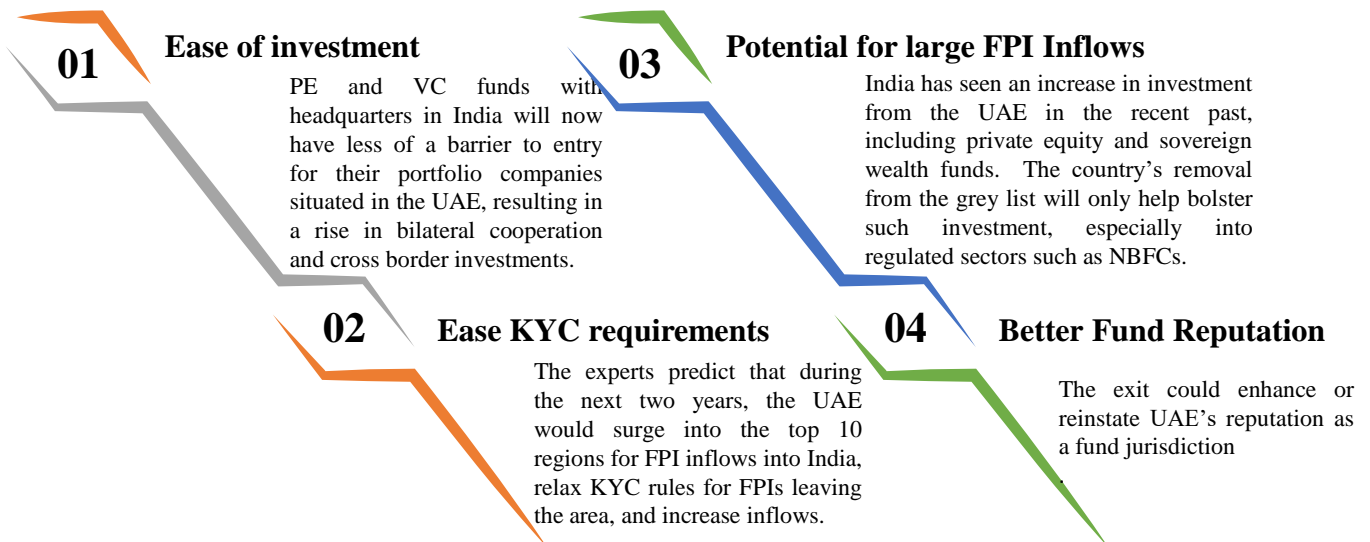 01
Ease of investment
PE and VC funds with
headquarters in India will now
have less of a barrier to entry
for their portfolio companies
situated in the UAE, resulting in
a rise in bilateral cooperation
and cross border investments.
02
Ease KYC requirements
The experts predict that during
the next two years, the UAE
would surge into the top 10
regions for FPI inflows into India,
relax KYC rules for FPIs leaving
the area, and increase inflows.
03
Potential for large FPI Inflows
India has seen an increase in investment
from the UAE in the recent past,
including private equity and sovereign
wealth funds. The country’s removal
from the grey list will only help bolster
such investment, especially into
regulated sectors such as NBFCs.
04
Better Fund Reputation
The exit could enhance or
reinstate UAE’s reputation as
a fund jurisdiction
.